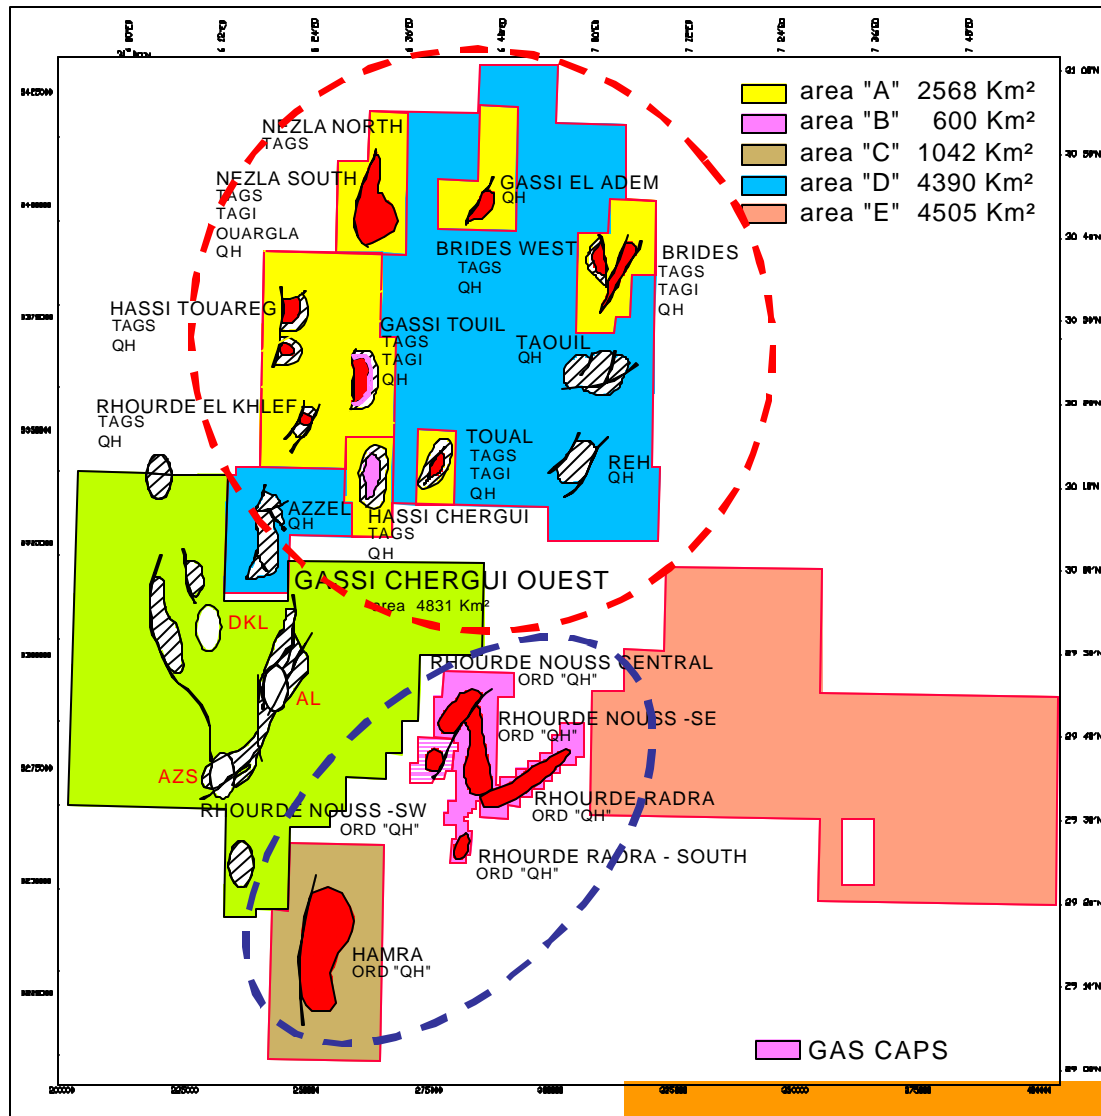 area "A" 2568 Km²
area "B" 600 Km²
area "C" 1042 Km²
area "D" 4390 Km²
area "E" 4505 Km²
NEZLA NORTH
TAGS
NEZLA SOUTH
TAGS
TAGI
OUARGLA
QH
GASSI EL ADEM
QH
BRIDES WEST
TAGS
QH
BRIDES
TAGS
TAGI
QH
HASSI TOUAREG
TAGS
QH
GASSI TOUIL
TAGS
TAGI
QH
TAOUIL
QH
RHOURDE EL KHLEF
TAGS
QH
TOUAL
TAGS
TAGI
QH
REH
QH
AZZEL
QH
HASSI CHERGUI
TAGS
QH
GASSI CHERGUI OUEST
area 4831 Km²
DKL
AL
AZS
RHOURDE NOUSS CENTRAL
ORD "QH"
RHOURDE NOUSS -SE
ORD "QH"
RHOURDE RADRA
ORD "QH"
RHOURDE NOUSS -SW
ORD "QH"
RHOURDE RADRA - SOUTH
ORD "QH"
HAMRA
ORD "QH"
GAS CAPS